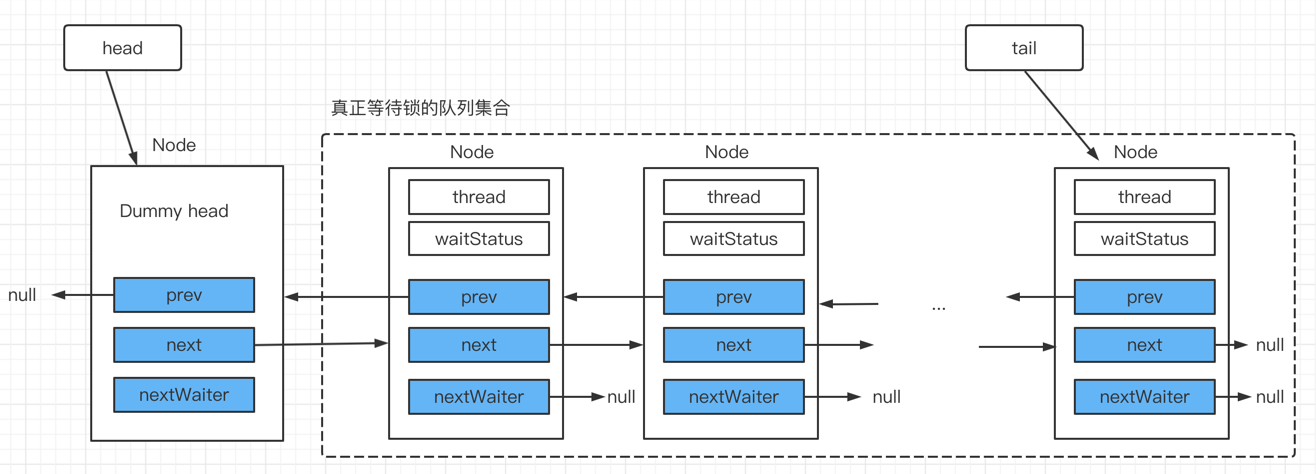 head
tail
真正等待锁的队列集合
Node
Dummy head
null
prev
next
nextWaiter
Node
thread
waitStatus
prev
next
nextWaiter
null
Node
thread
waitStatus
prev
next
nextWaiter
null
...
Node
thread
waitStatus
prev
next
null
nextWaiter
null